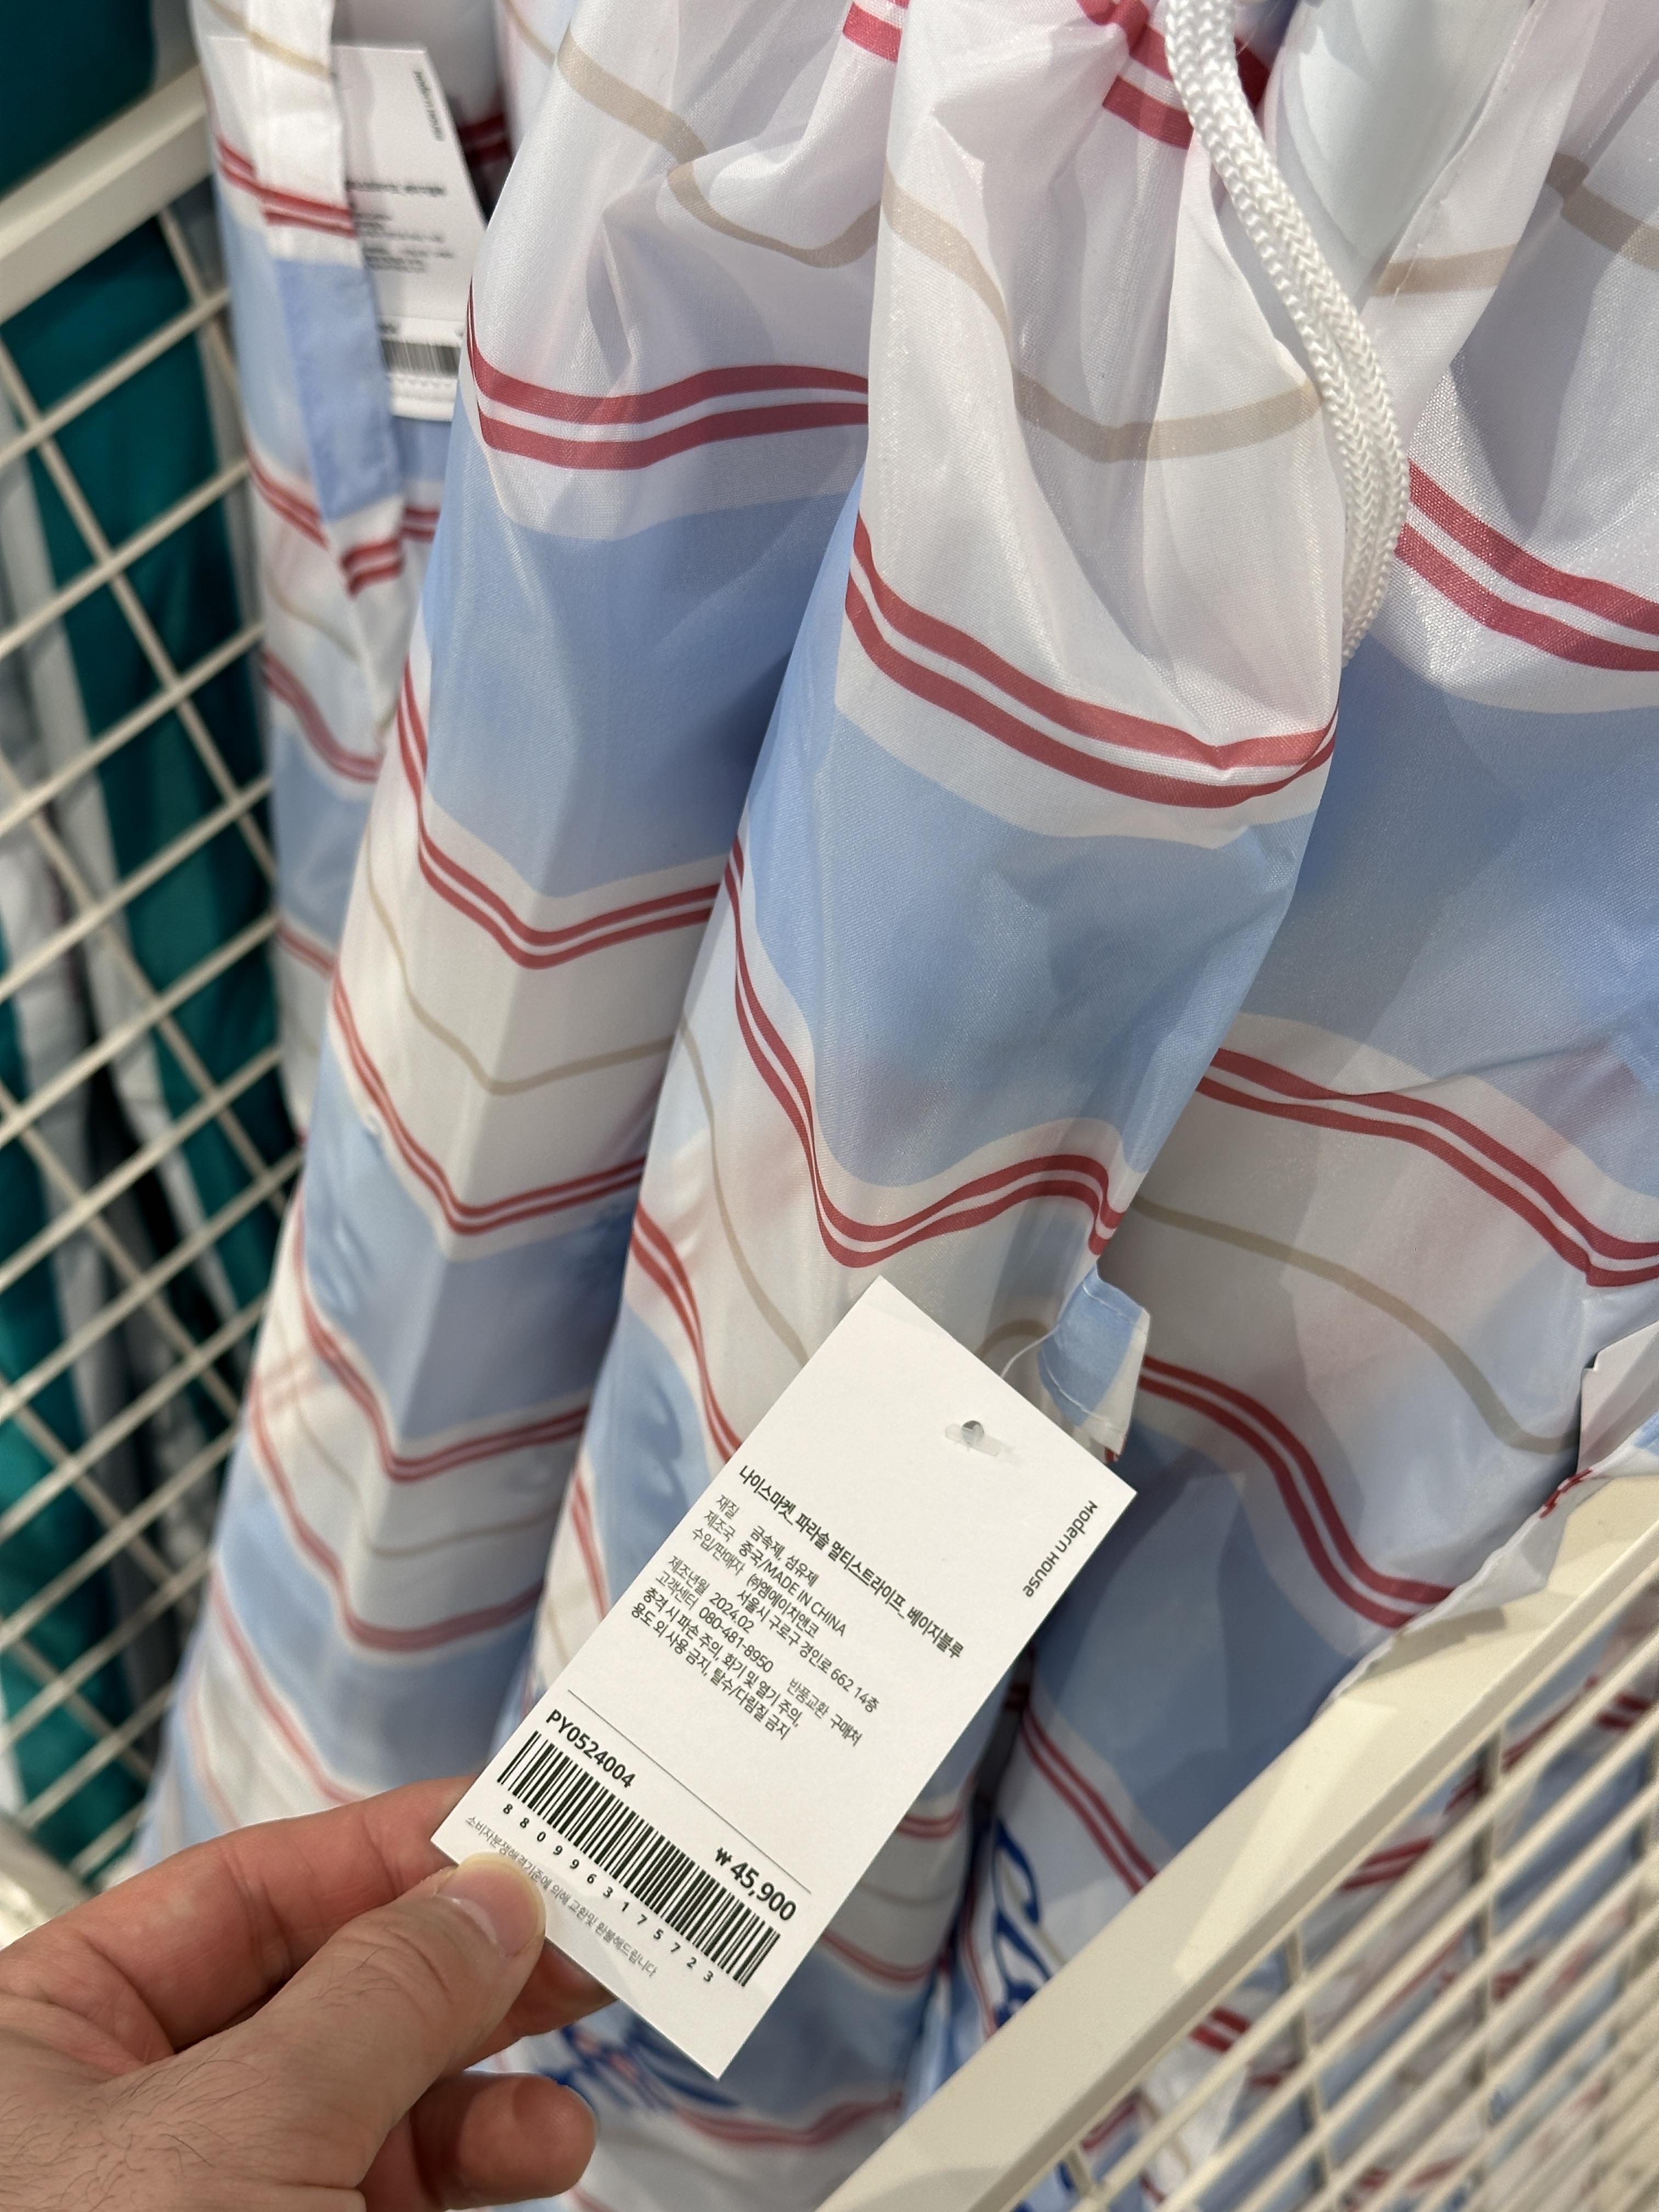 Modern House
나이스마켓_파라솔 멀티스트라이프_베이지블루
재질 금속제, 섬유제
제조국 중국/MADE IN CHINA
수입/판매자 ㈜엠에이치앤코
서울시 구로구 경인로 662 14층
제조년월 2024.02 반품교환 구매처
고객센터 080-481-8950
충격 시 파손 주의, 화기 및 열기 주의,
용도 외 사용 금지, 탈수/다림질 금지
PY0524004
₩ 45,900
8809963175723
소비자분쟁해결기준에 의해 교환및 환불해드립니다